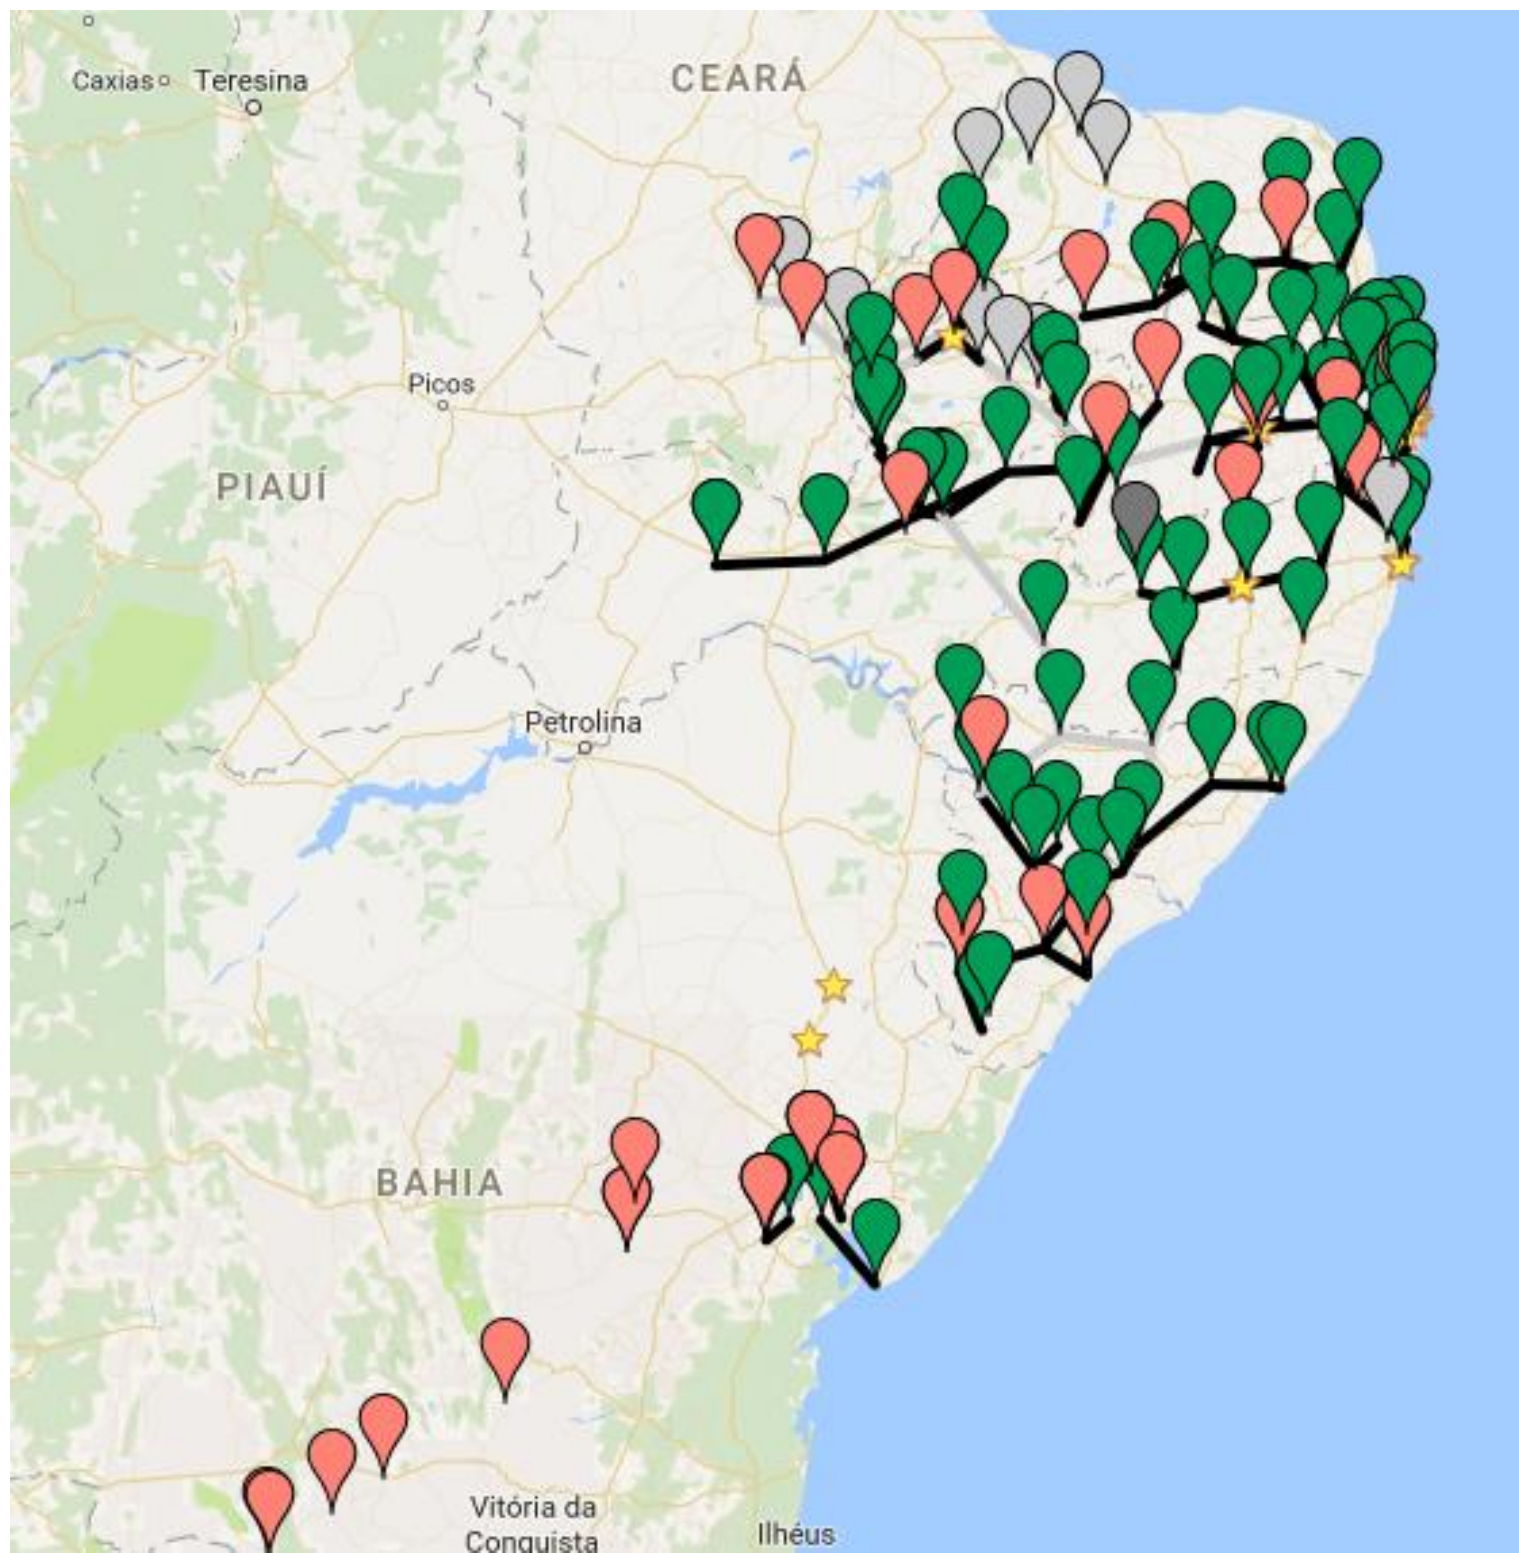 CEARÁ
Caxias
Teresina
Picos
PIAUÍ
Petrolina
BAHIA
Vitória da
Conquista
Ilhéus